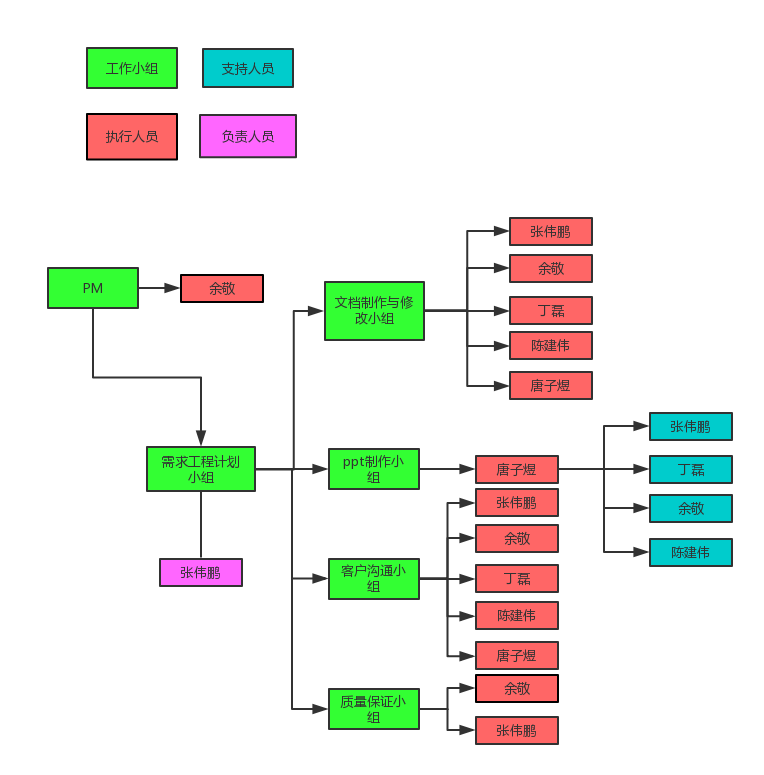 工作小组
支持人员
执行人员
负责人员
PM
余敬
需求工程计划
小组
张伟鹏
文档制作与修
改小组
张伟鹏
余敬
丁磊
陈建伟
唐子煜
ppt制作小
组
唐子煜
张伟鹏
丁磊
余敬
陈建伟
客户沟通小
组
张伟鹏
余敬
丁磊
陈建伟
唐子煜
质量保证小
组
余敬
张伟鹏